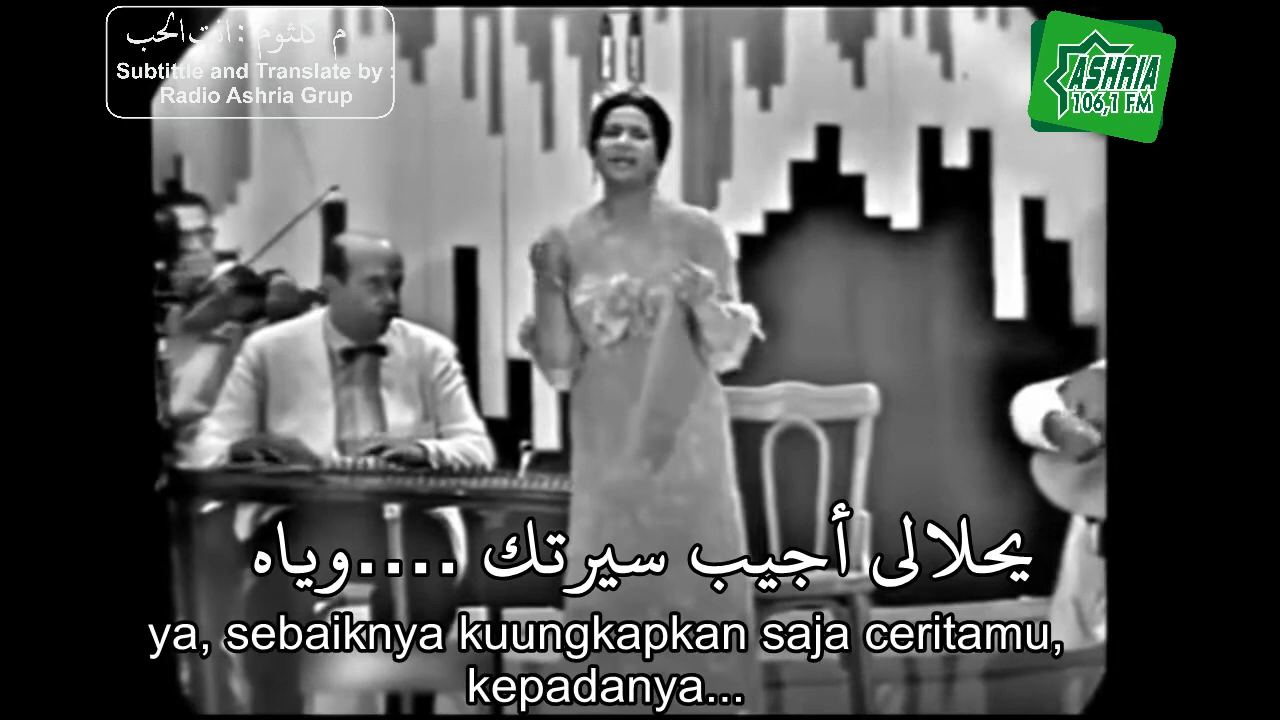 م كلثوم : انت الحب
Subtittle and Translate by :
Radio Ashria Grup
ASHRIA
106,1 FM
يحلالى أجيب سيرتك ....وياه
ya, sebaiknya kuungkapkan saja ceritamu,
kepadanya...